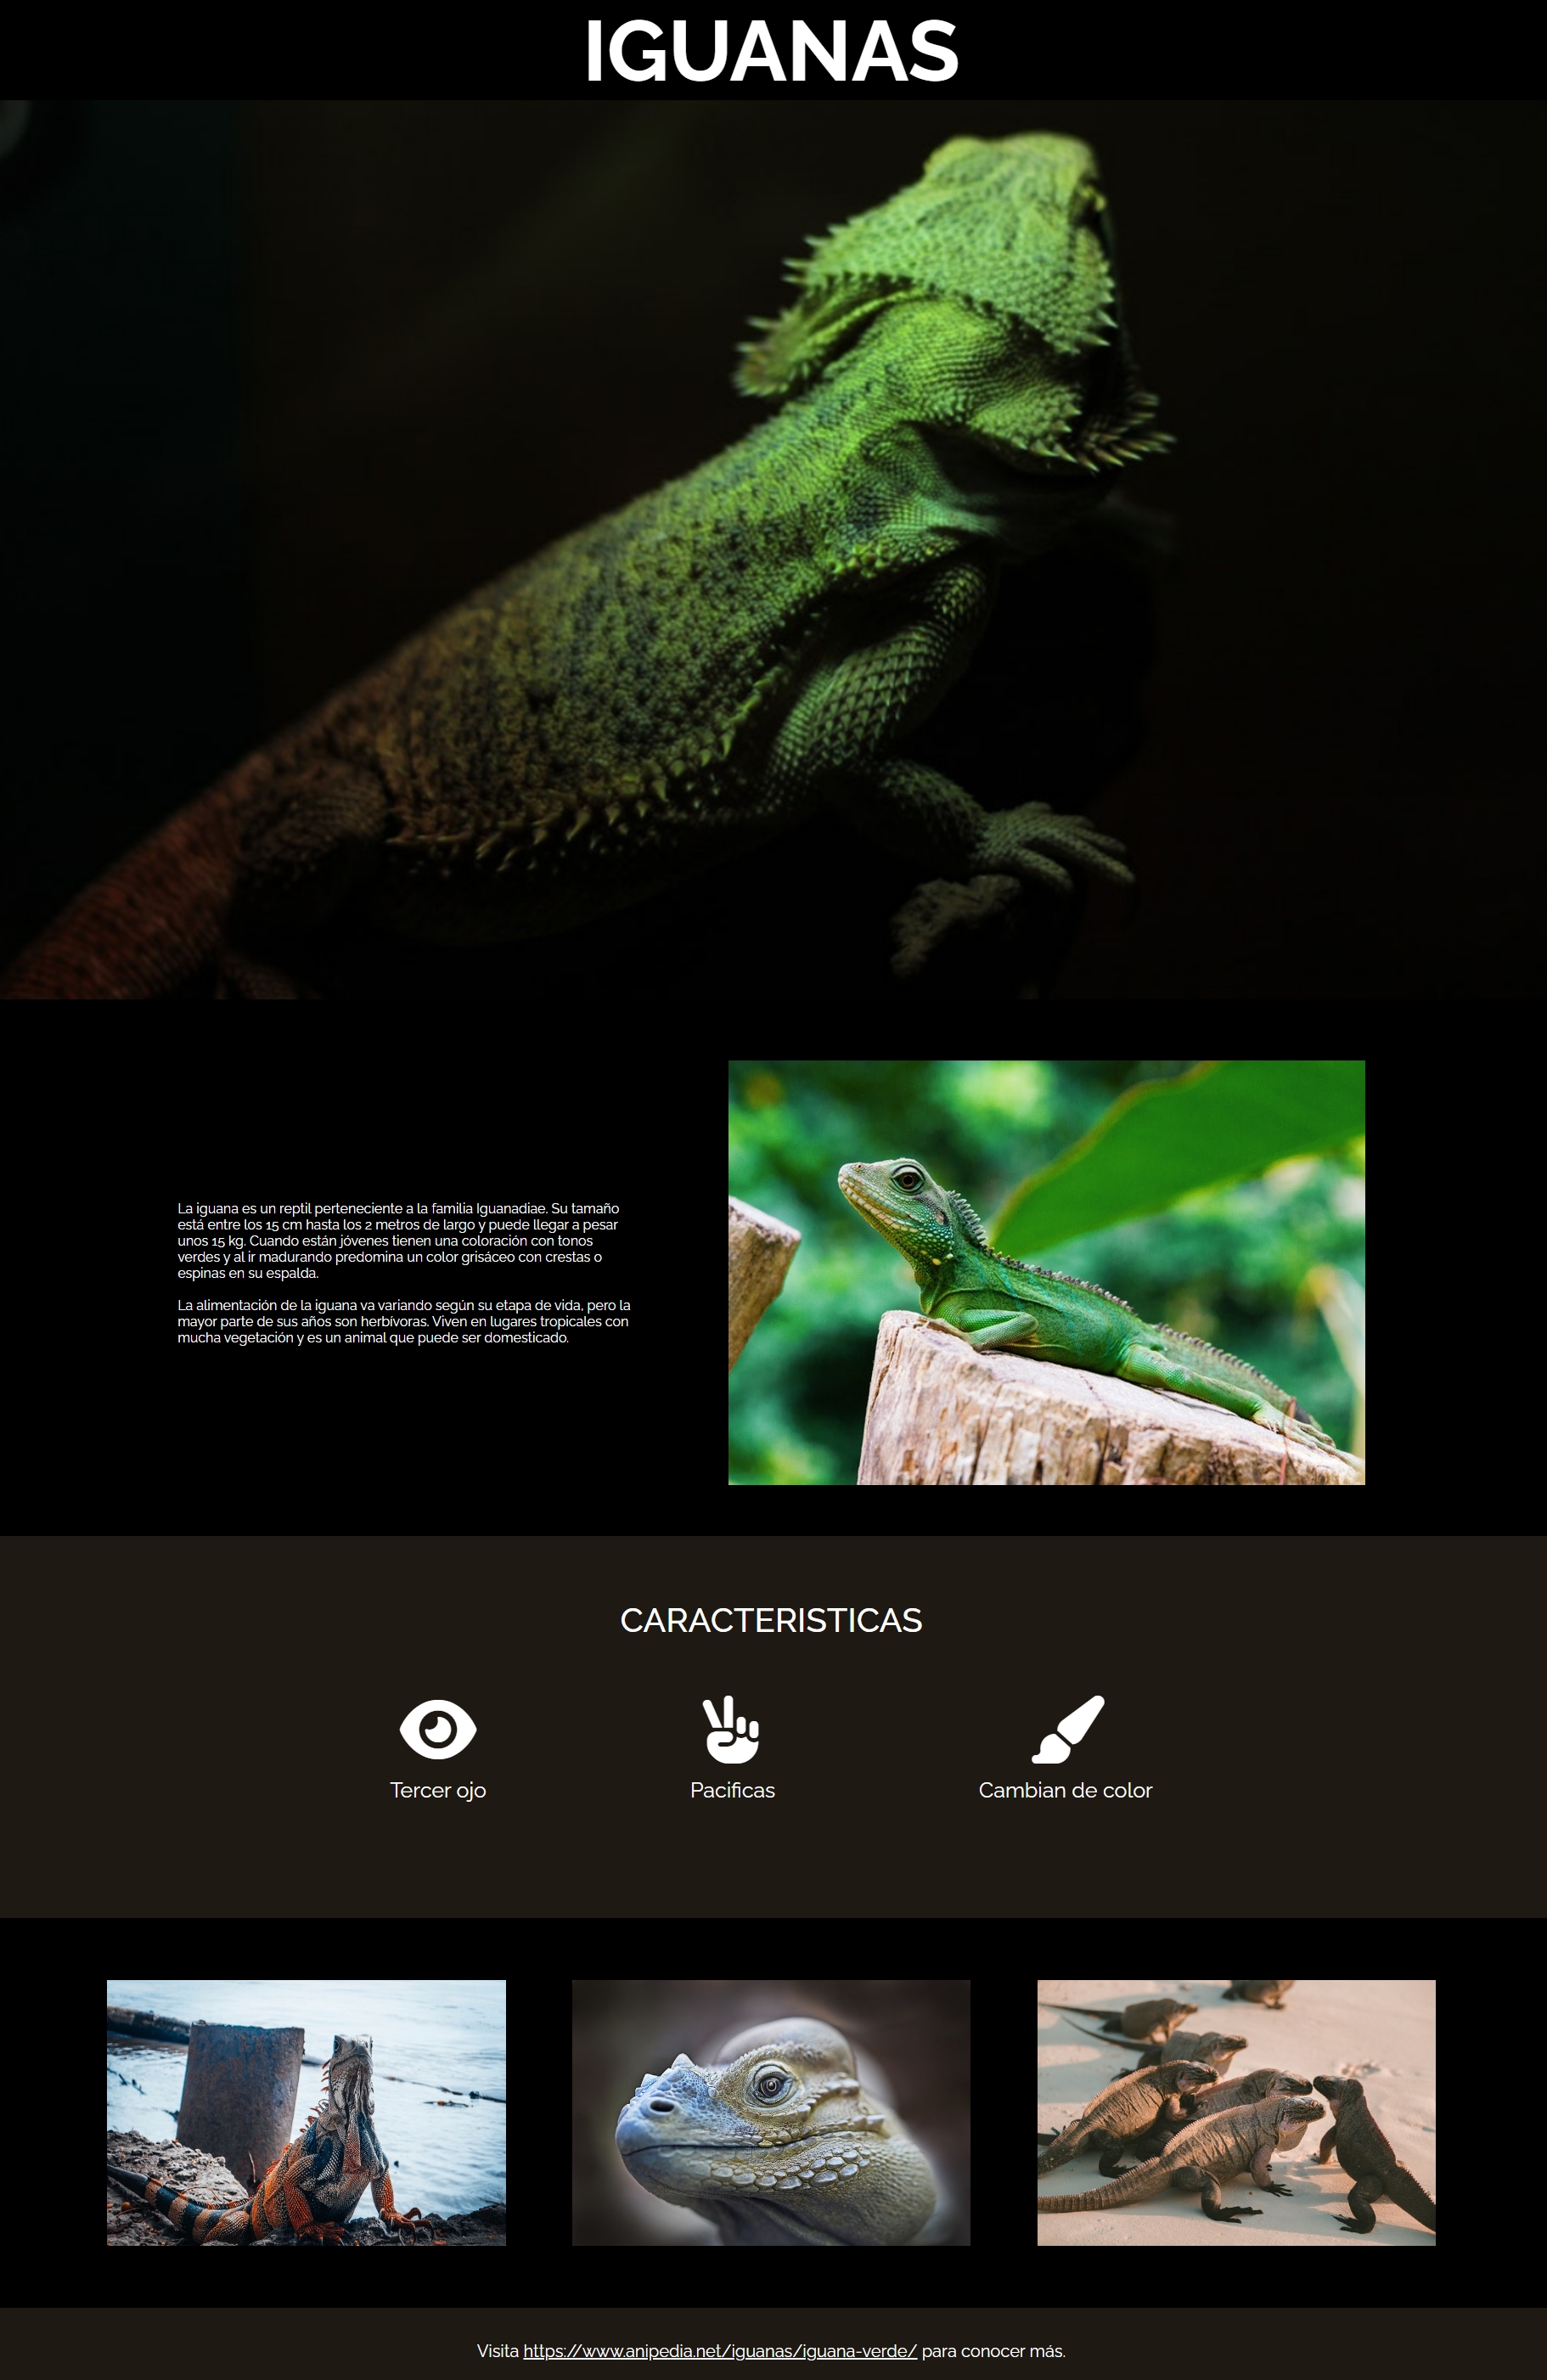 IGUANAS
La iguana es un reptil perteneciente a la familia Iguanadiae. Su tamaño
está entre los 15 cm hasta los 2 metros de largo y puede llegar a pesar
unos 15 kg. Cuando están jóvenes tienen una coloración con tonos
verdes y al ir madurando predomina un color grisáceo con crestas o
espinas en su espalda.
La alimentación de la iguana va variando según su etapa de vida, pero la
mayor parte de sus años son herbívoras. Viven en lugares tropicales con
mucha vegetación y es un animal que puede ser domesticado.
CARACTERISTICAS
Tercer ojo
Pacificas
Cambian de color
Visita https://www.anipedia.net/iguanas/iguana-verde/ para conocer más.